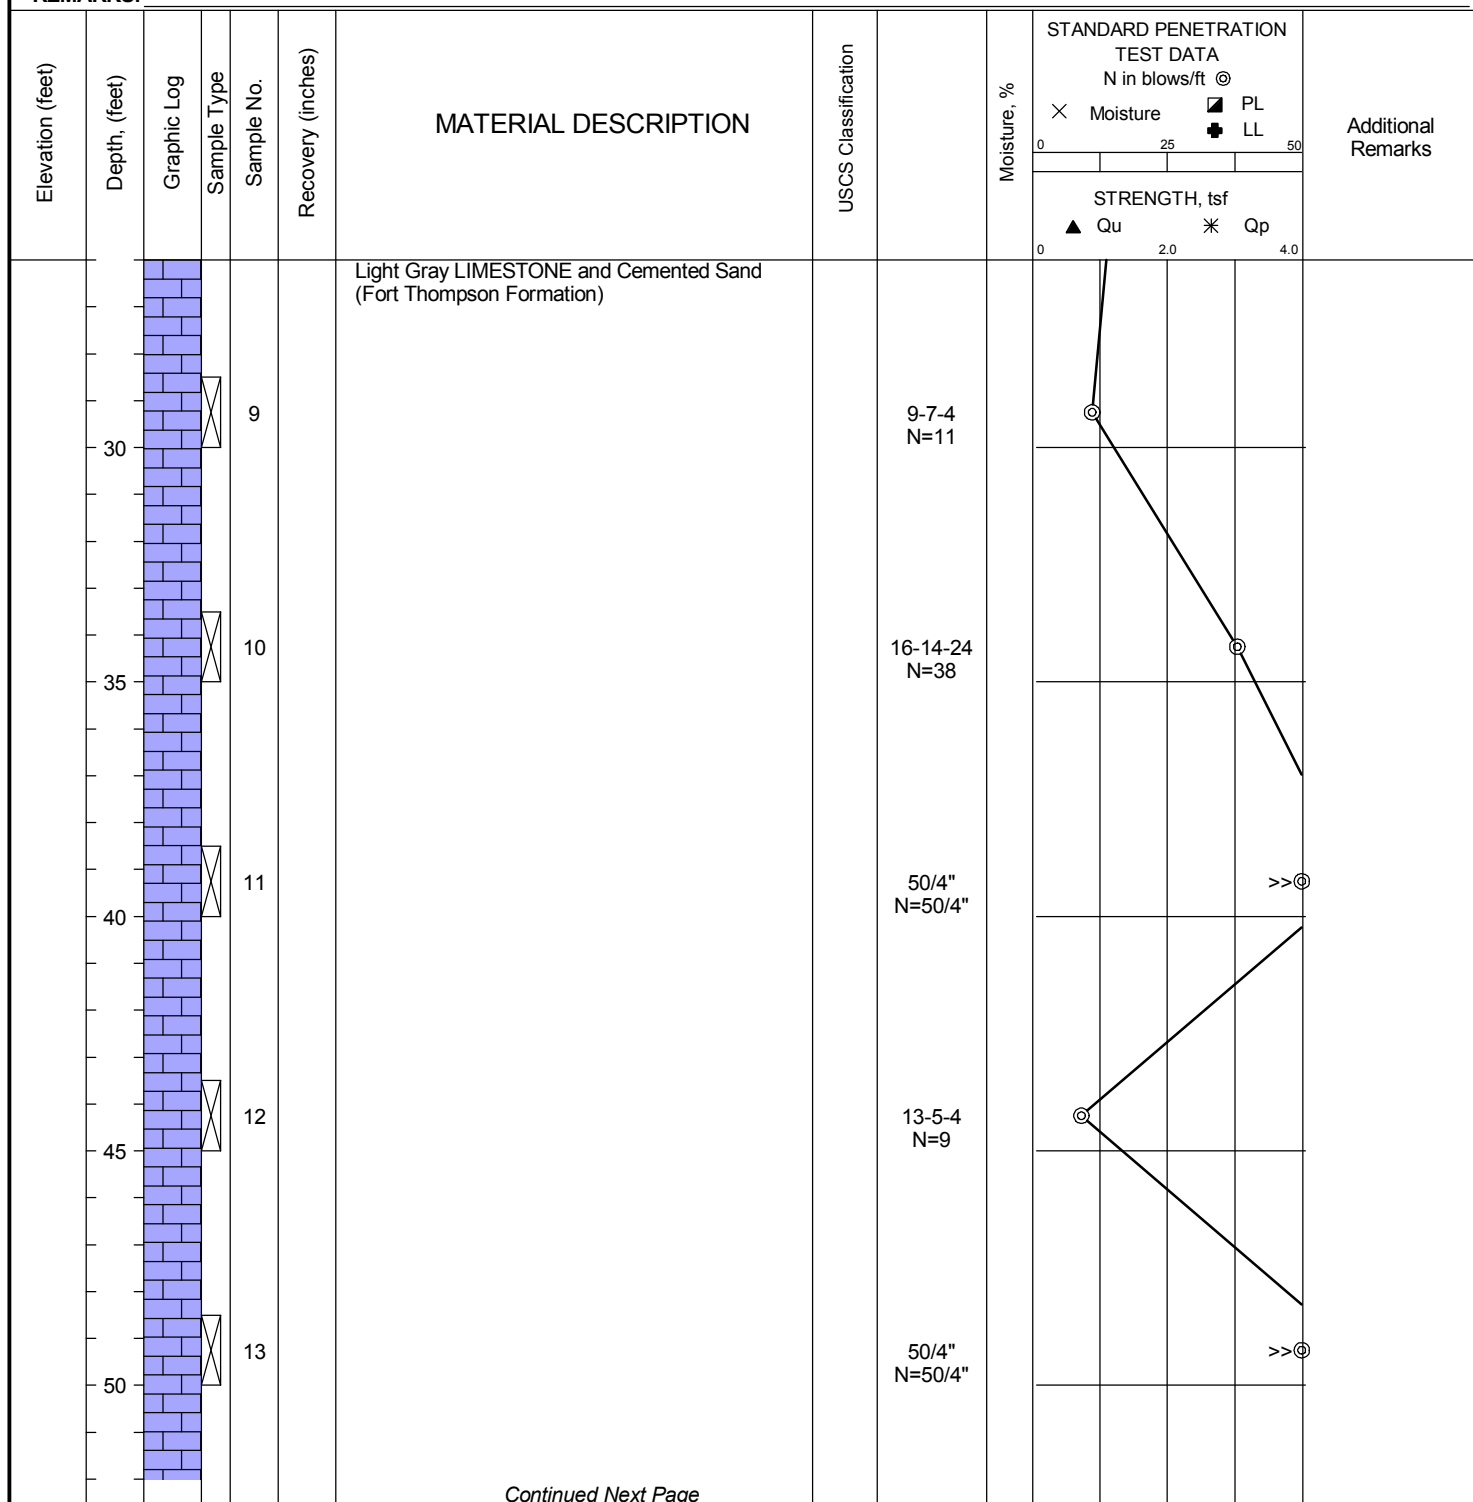 REMARKS:
Elevation (feet)
Depth, (feet)
Graphic Log
Sample Type
Sample No.
Recovery (inches)
MATERIAL DESCRIPTION
USCS Classification
Moisture, %
STANDARD PENETRATION
TEST DATA
N in blows/ft
Moisture
PL
LL
0 25 50
STRENGTH, tsf
Qu Qp
0 2.0 4.0
Additional
Remarks
Light Gray LIMESTONE and Cemented Sand
(Fort Thompson Formation)
9 9-7-4
N=11
30
10 16-14-24
N=38
35
11 50/4" >>
N=50/4"
40
12 13-5-4
N=9
45
13 50/4" >>
N=50/4"
50
Continued Next Page